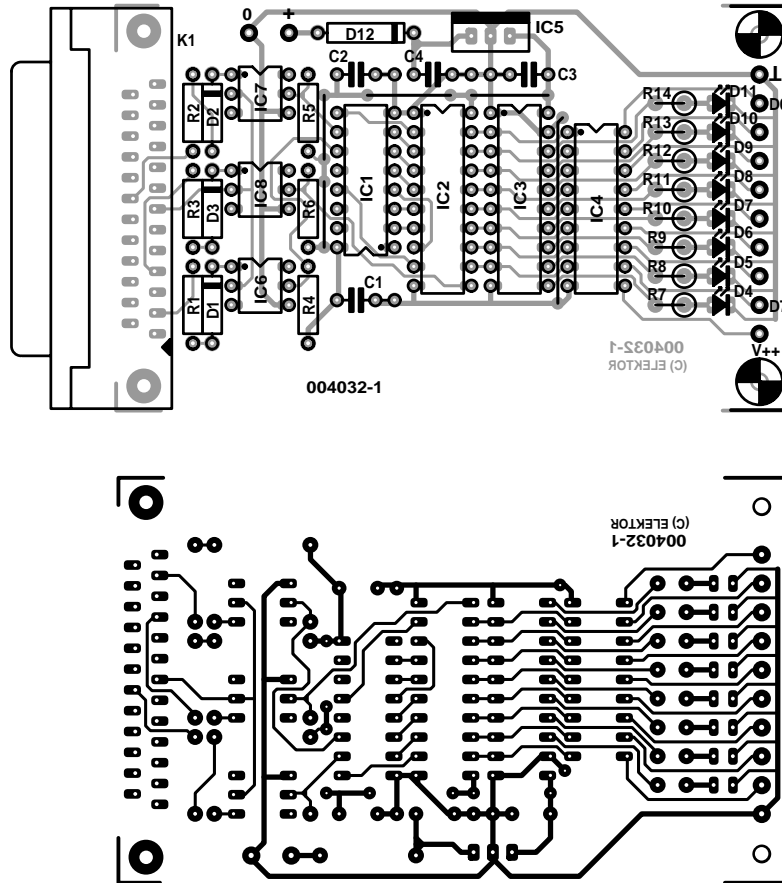 0
+
K1
D12
IC5
C2
C4
C3
R2
D2
IC7
R5
R14
D11
T
R13
D10
R12
D9
R3
D3
IC8
R6
IC1
IC2
IC3
IC4
R11
D8
R10
D7
R9
D6
R1
D1
IC6
R4
C1
R8
D5
R7
D4
V++
004032-1
004032-1
(C) ELEKTOR
(C) ELEKTOR
004032-1